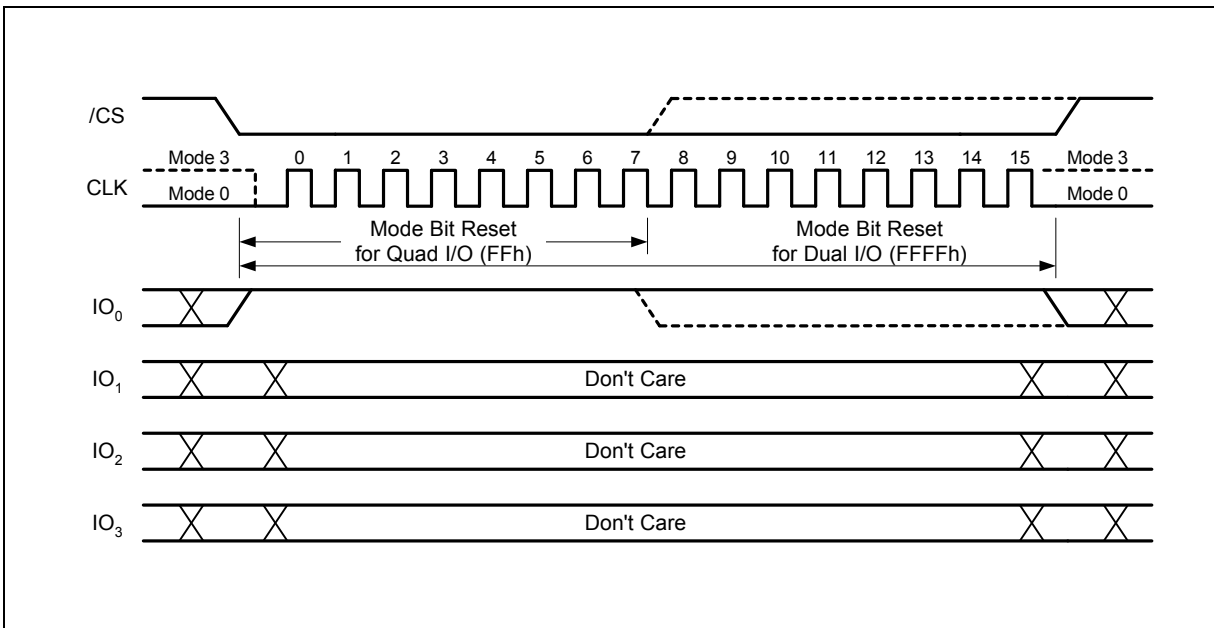 /CS
Mode 3 0 1 2 3 4 5 6 7 8 9 10 11 12 13 14 15 Mode 3
CLK
Mode 0 Mode 0
Mode Bit Reset
for Quad I/O (FFh)
Mode Bit Reset
for Dual I/O (FFFFh)
IO0
IO1 Don't Care
IO2 Don't Care
IO3 Don't Care